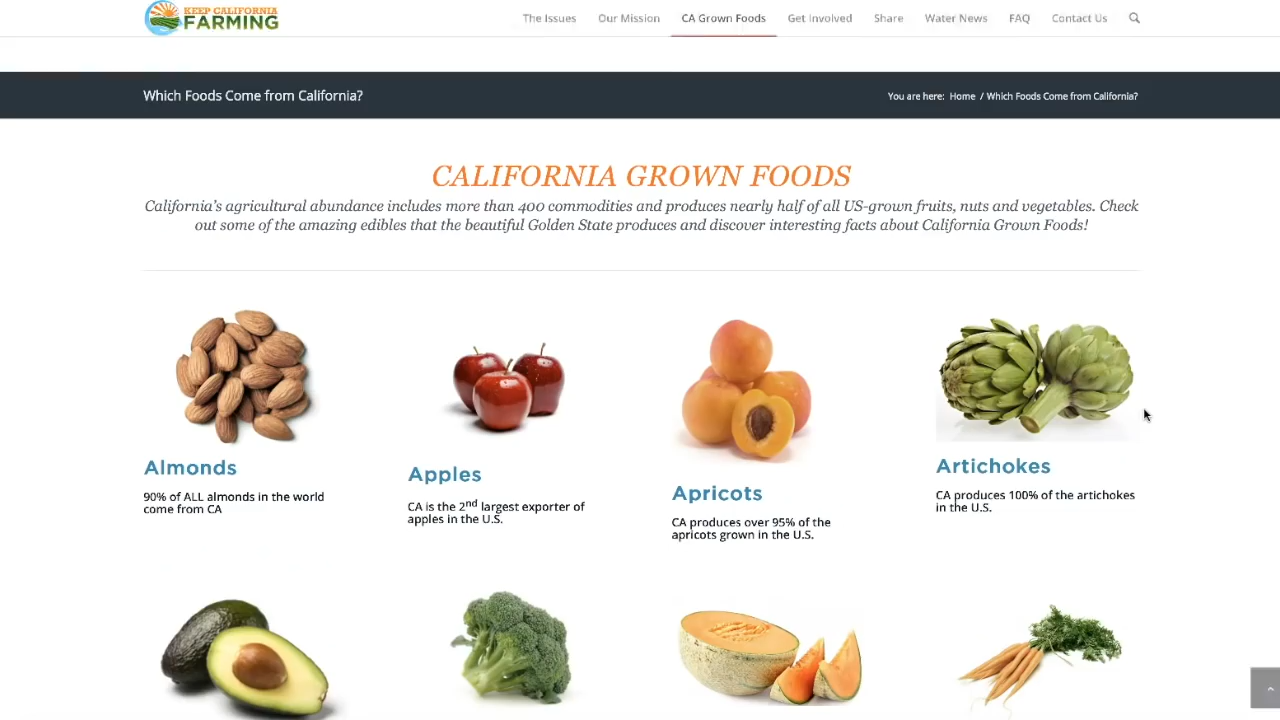 KEEP CALIFORNIA
FARMING
The Issues
Our Mission
CA Grown Foods
Get Involved
Share
Water News
FAQ
Contact Us
Which Foods Come from California?
You are here: Home / Which Foods Come from California?
CALIFORNIA GROWN FOODS
California's agricultural abundance includes more than 400 commodities and produces nearly half of all US-grown fruits, nuts and vegetables. Check
out some of the amazing edibles that the beautiful Golden State produces and discover interesting facts about California Grown Foods!
Almonds
90% of ALL almonds in the world
come from CA
Apples
CA is the 2nd largest exporter of
apples in the U.S.
Apricots
CA produces over 95% of the
apricots grown in the U.S.
Artichokes
CA produces 100% of the artichokes
in the U.S.